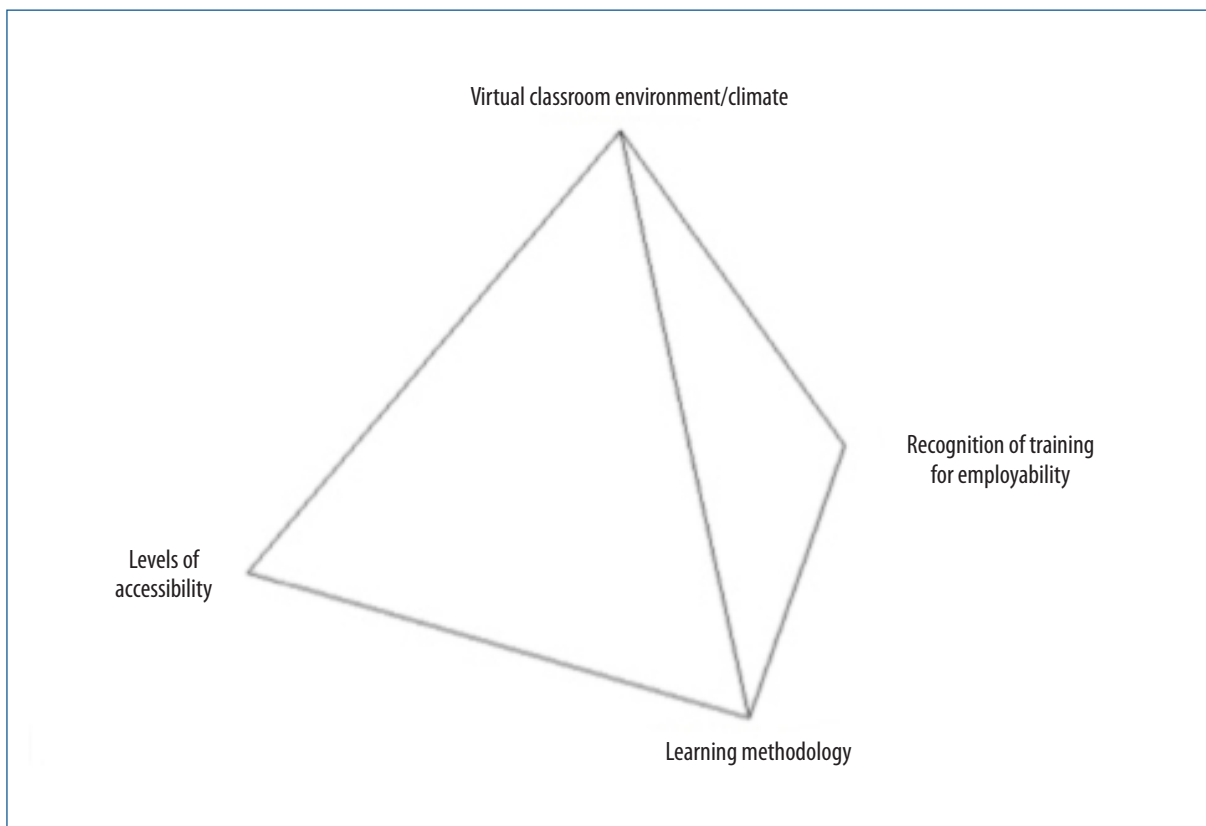 Virtual classroom environment/climate
Recognition of training
for employability
Levels of
accessibility
Learning methodology